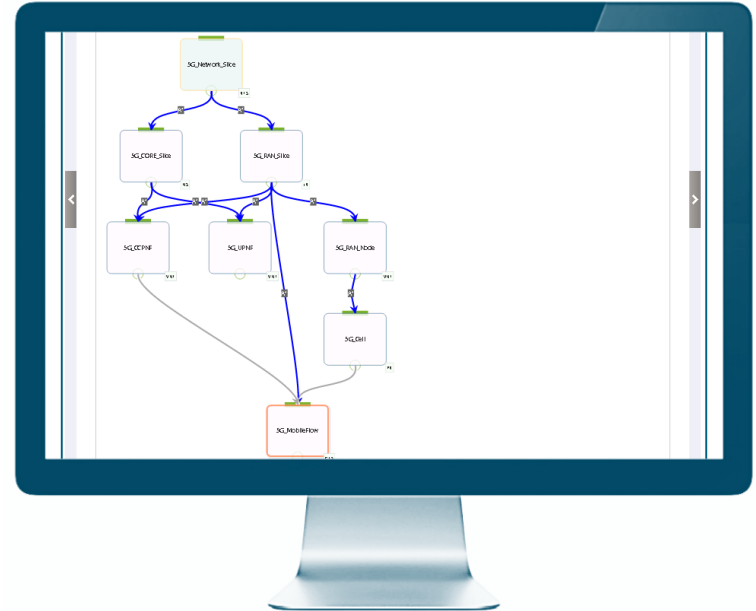 5G_Network_Slice
5G_CORE_Slice
5G_RAN_Slice
5G_CCPNF
5G_UPNF
5G_RAN_Node
5G_Cell
5G_MobileFlow